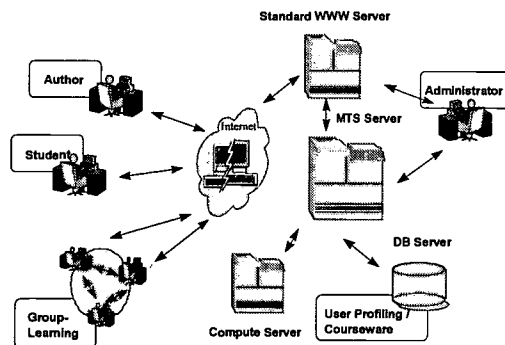 Standard WWW Server
Author
Administrator
Internet
MTS Server
Student
DB Server
Group-
Learning
Compute Server
User Profiling /
Courseware